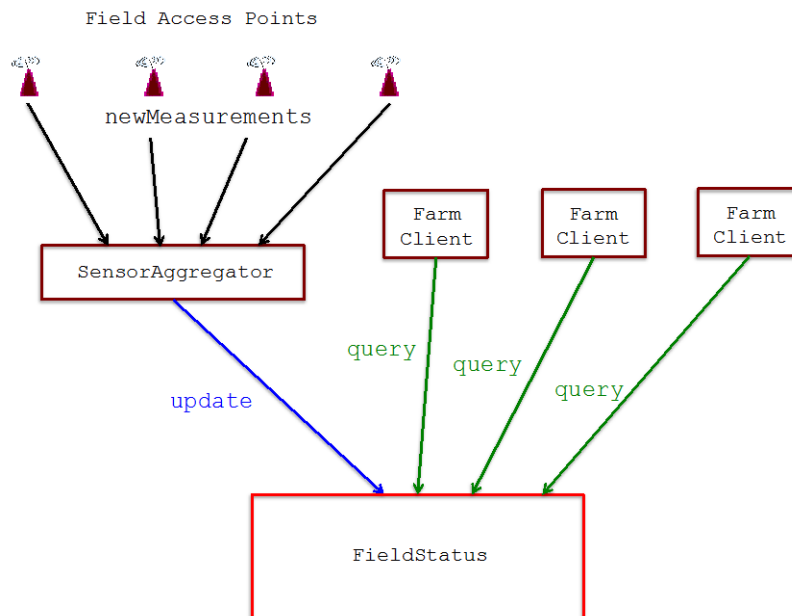 Field Access Points
newMeasurements
Farm
Client
Farm
Client
Farm
Client
SensorAggregator
query
query
query
update
FieldStatus